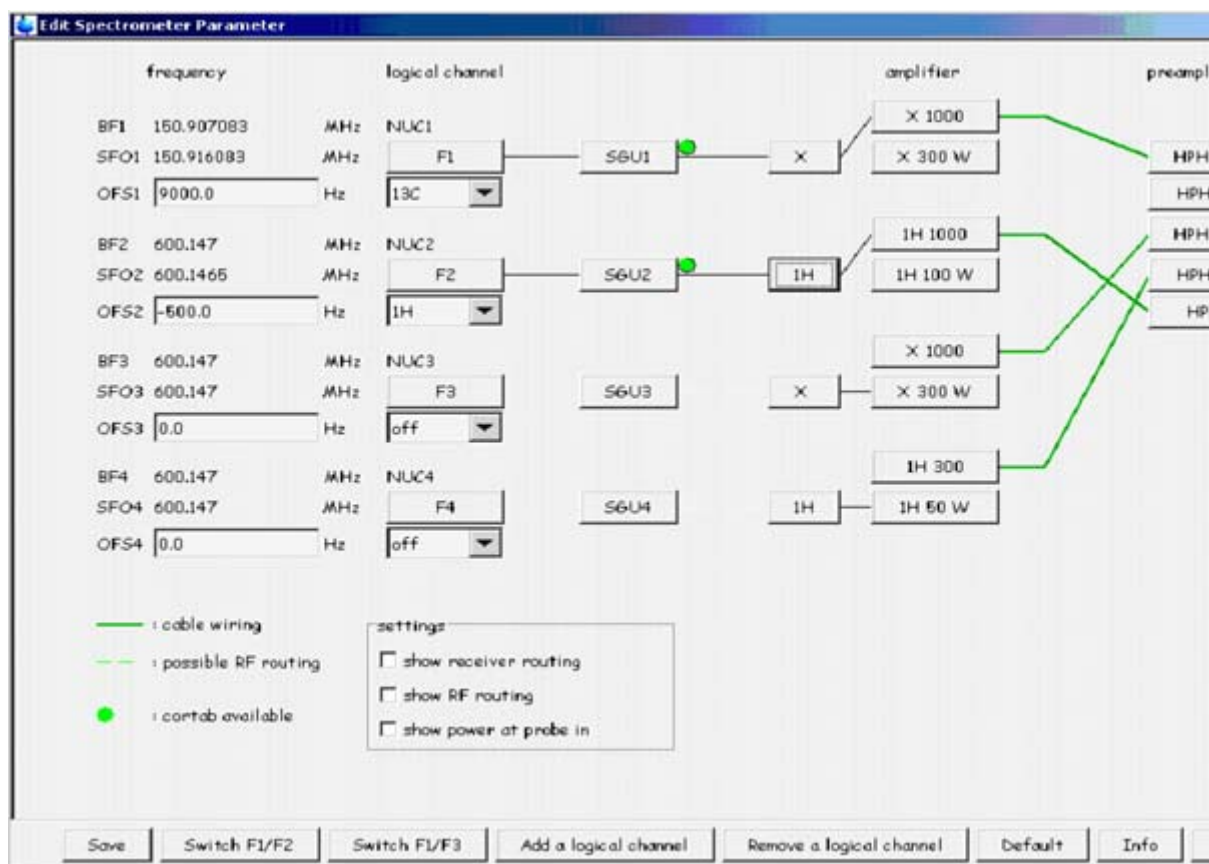 Edit Spectrometer Parameter
frequency logical channel amplifier preampl
BF1 150.907083 MHz NUC1 X 1000
SFO1 150.916083 MHz F1 SGU1 X X 300 W HPH
OFS1 9000.0 Hz 13C HPH
BF2 600.147 MHz NUC2 1H 1000 HPH
SFO2 600.1465 MHz F2 SGU2 1H 1H 100 W HPH
OFS2 -500.0 Hz 1H HP
BF3 600.147 MHz NUC3 X 1000
SFO3 600.147 MHz F3 SGU3 X X 300 W
OFS3 0.0 Hz off
BF4 600.147 MHz NUC4 1H 300
SFO4 600.147 MHz F4 SGU4 1H 1H 50 W
OFS4 0.0 Hz off
: cable wiring
: possible RF routing
: cortab available
settings
show receiver routing
show RF routing
show power at probe in
Save Switch F1/F2 Switch F1/F3 Add a logical channel Remove a logical channel Default Info